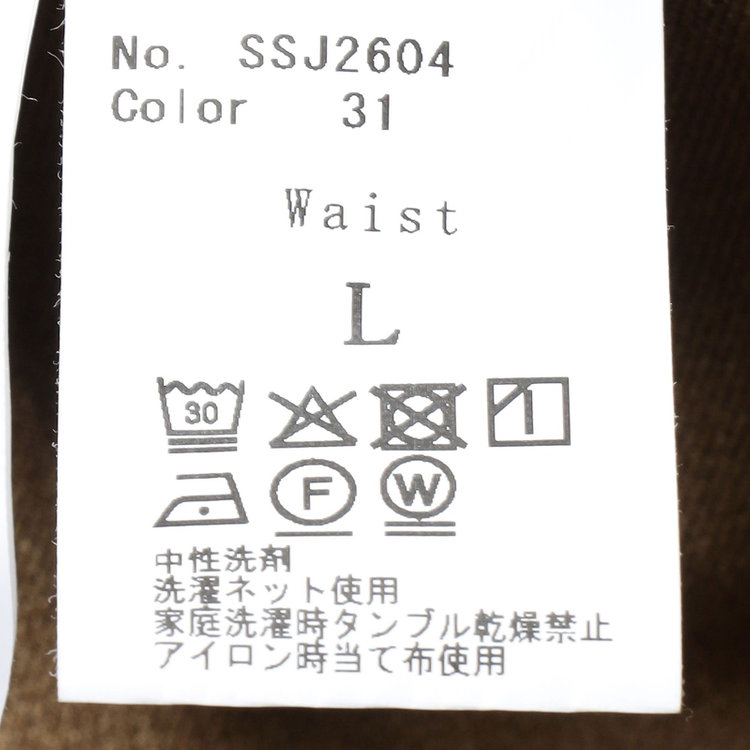 No. SSJ2604
Color 31
Waist
L
30
F W
中性洗剤
洗濯ネット使用
家庭洗濯時タンブル乾燥禁止
アイロン時当て布使用